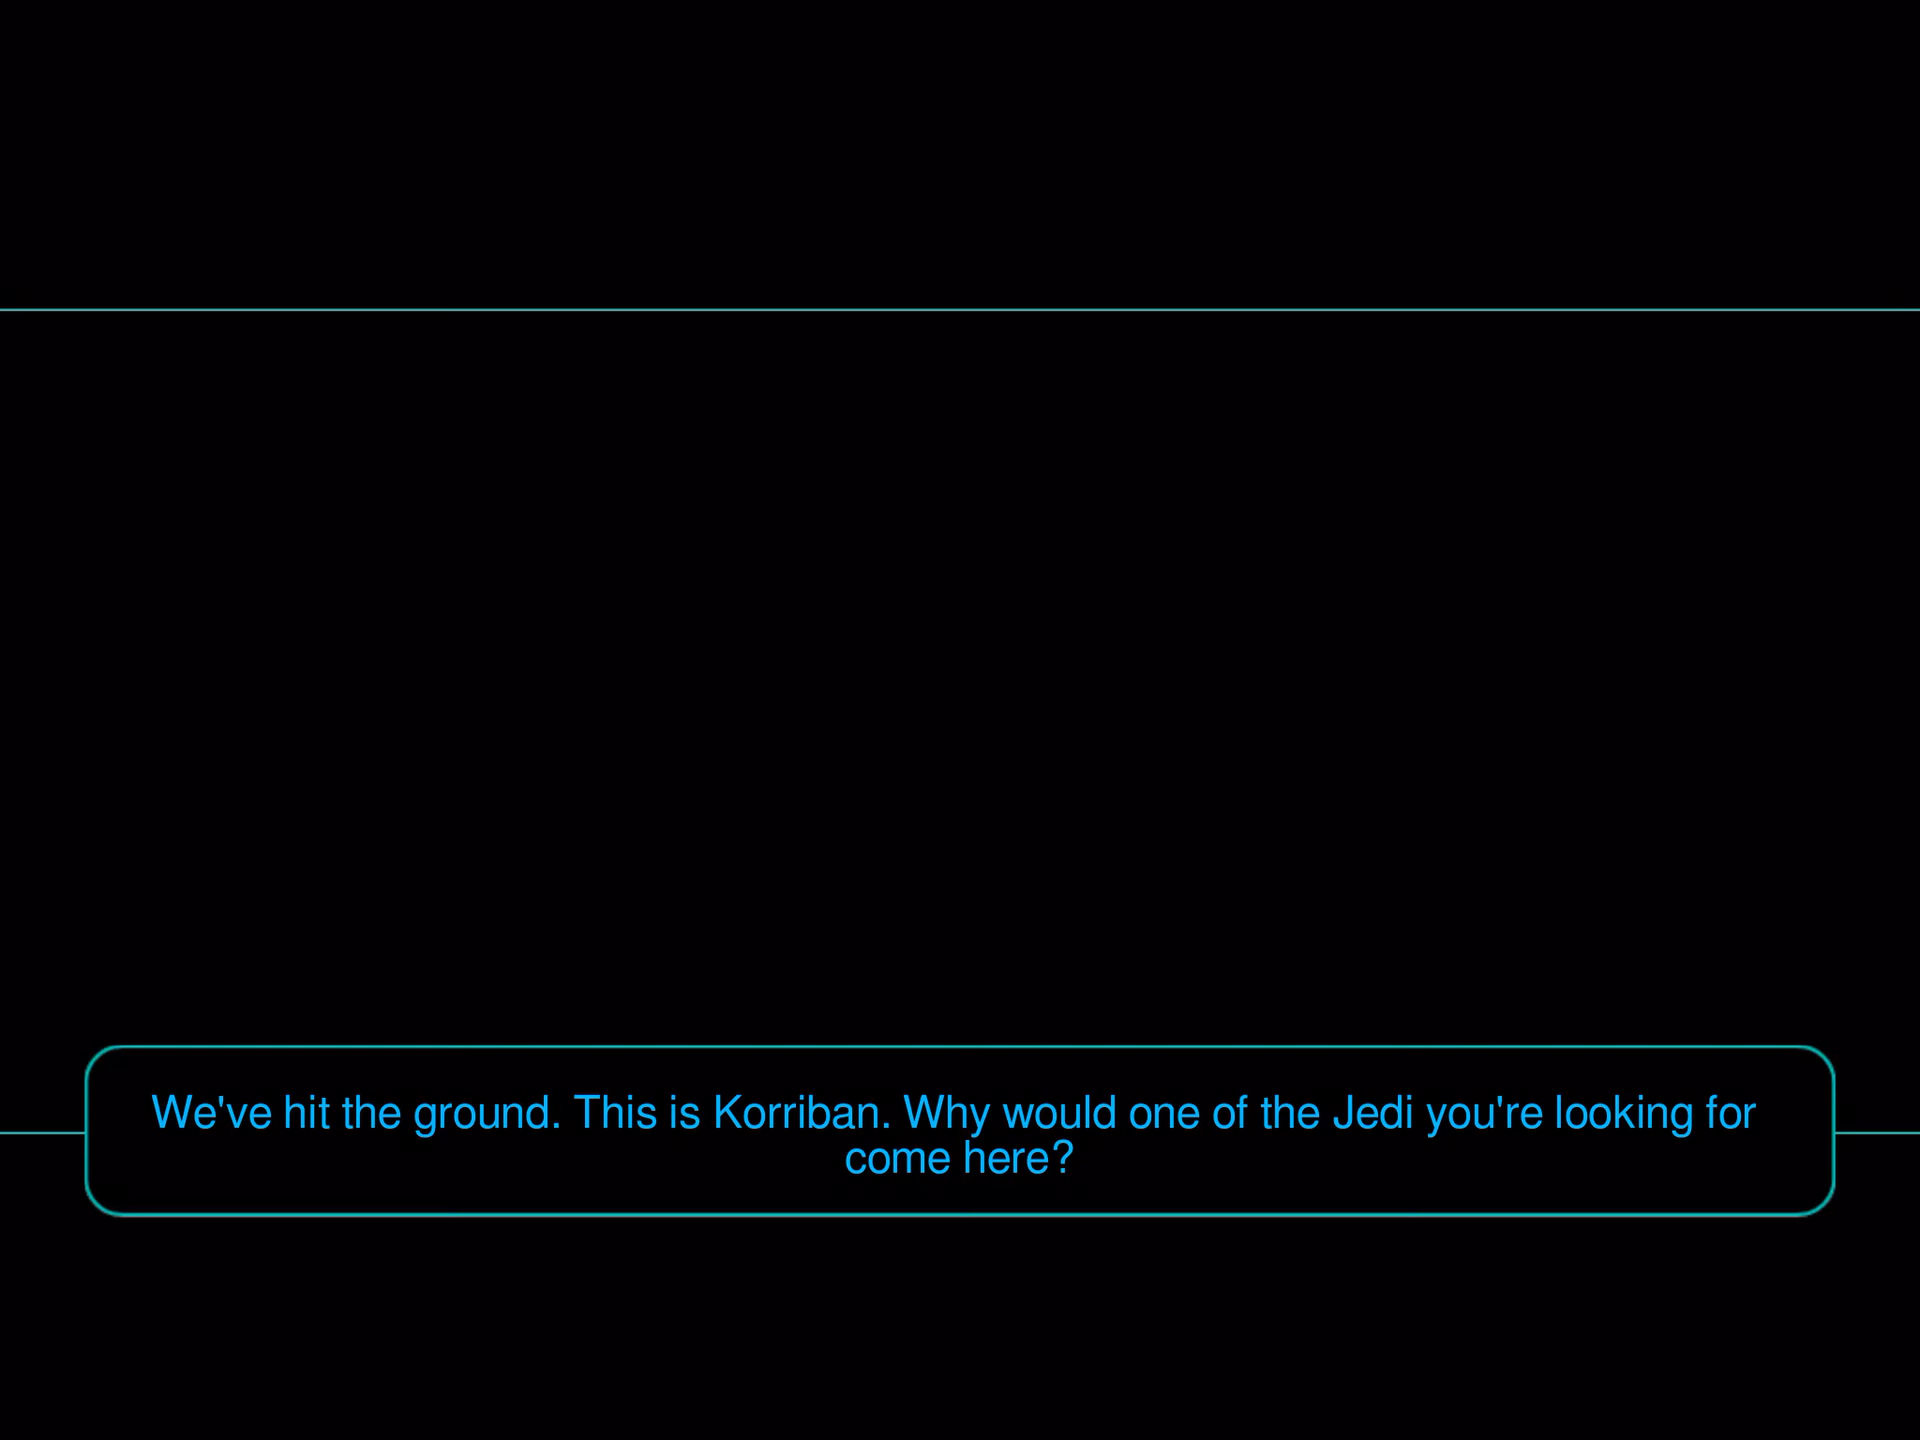 We've hit the ground. This is Korriban. Why would one of the Jedi you're looking for
come here?